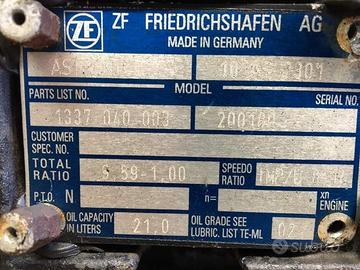 ZF FRIEDRICHSHAFEN AG
ZF
MADE IN GERMANY
MODEL
PARTS LIST NO.
SERIAL NO.
1337 040 003
CUSTOMER
SPEC. NO.
TOTAL
RATIO
SPEEDO
RATIO
P.T.O. N
n=
xn
ENGINE
OIL CAPACITY
IN LITERS
21.0
OIL GRADE SEE
LUBRIC. LIST TE-ML
02
subito